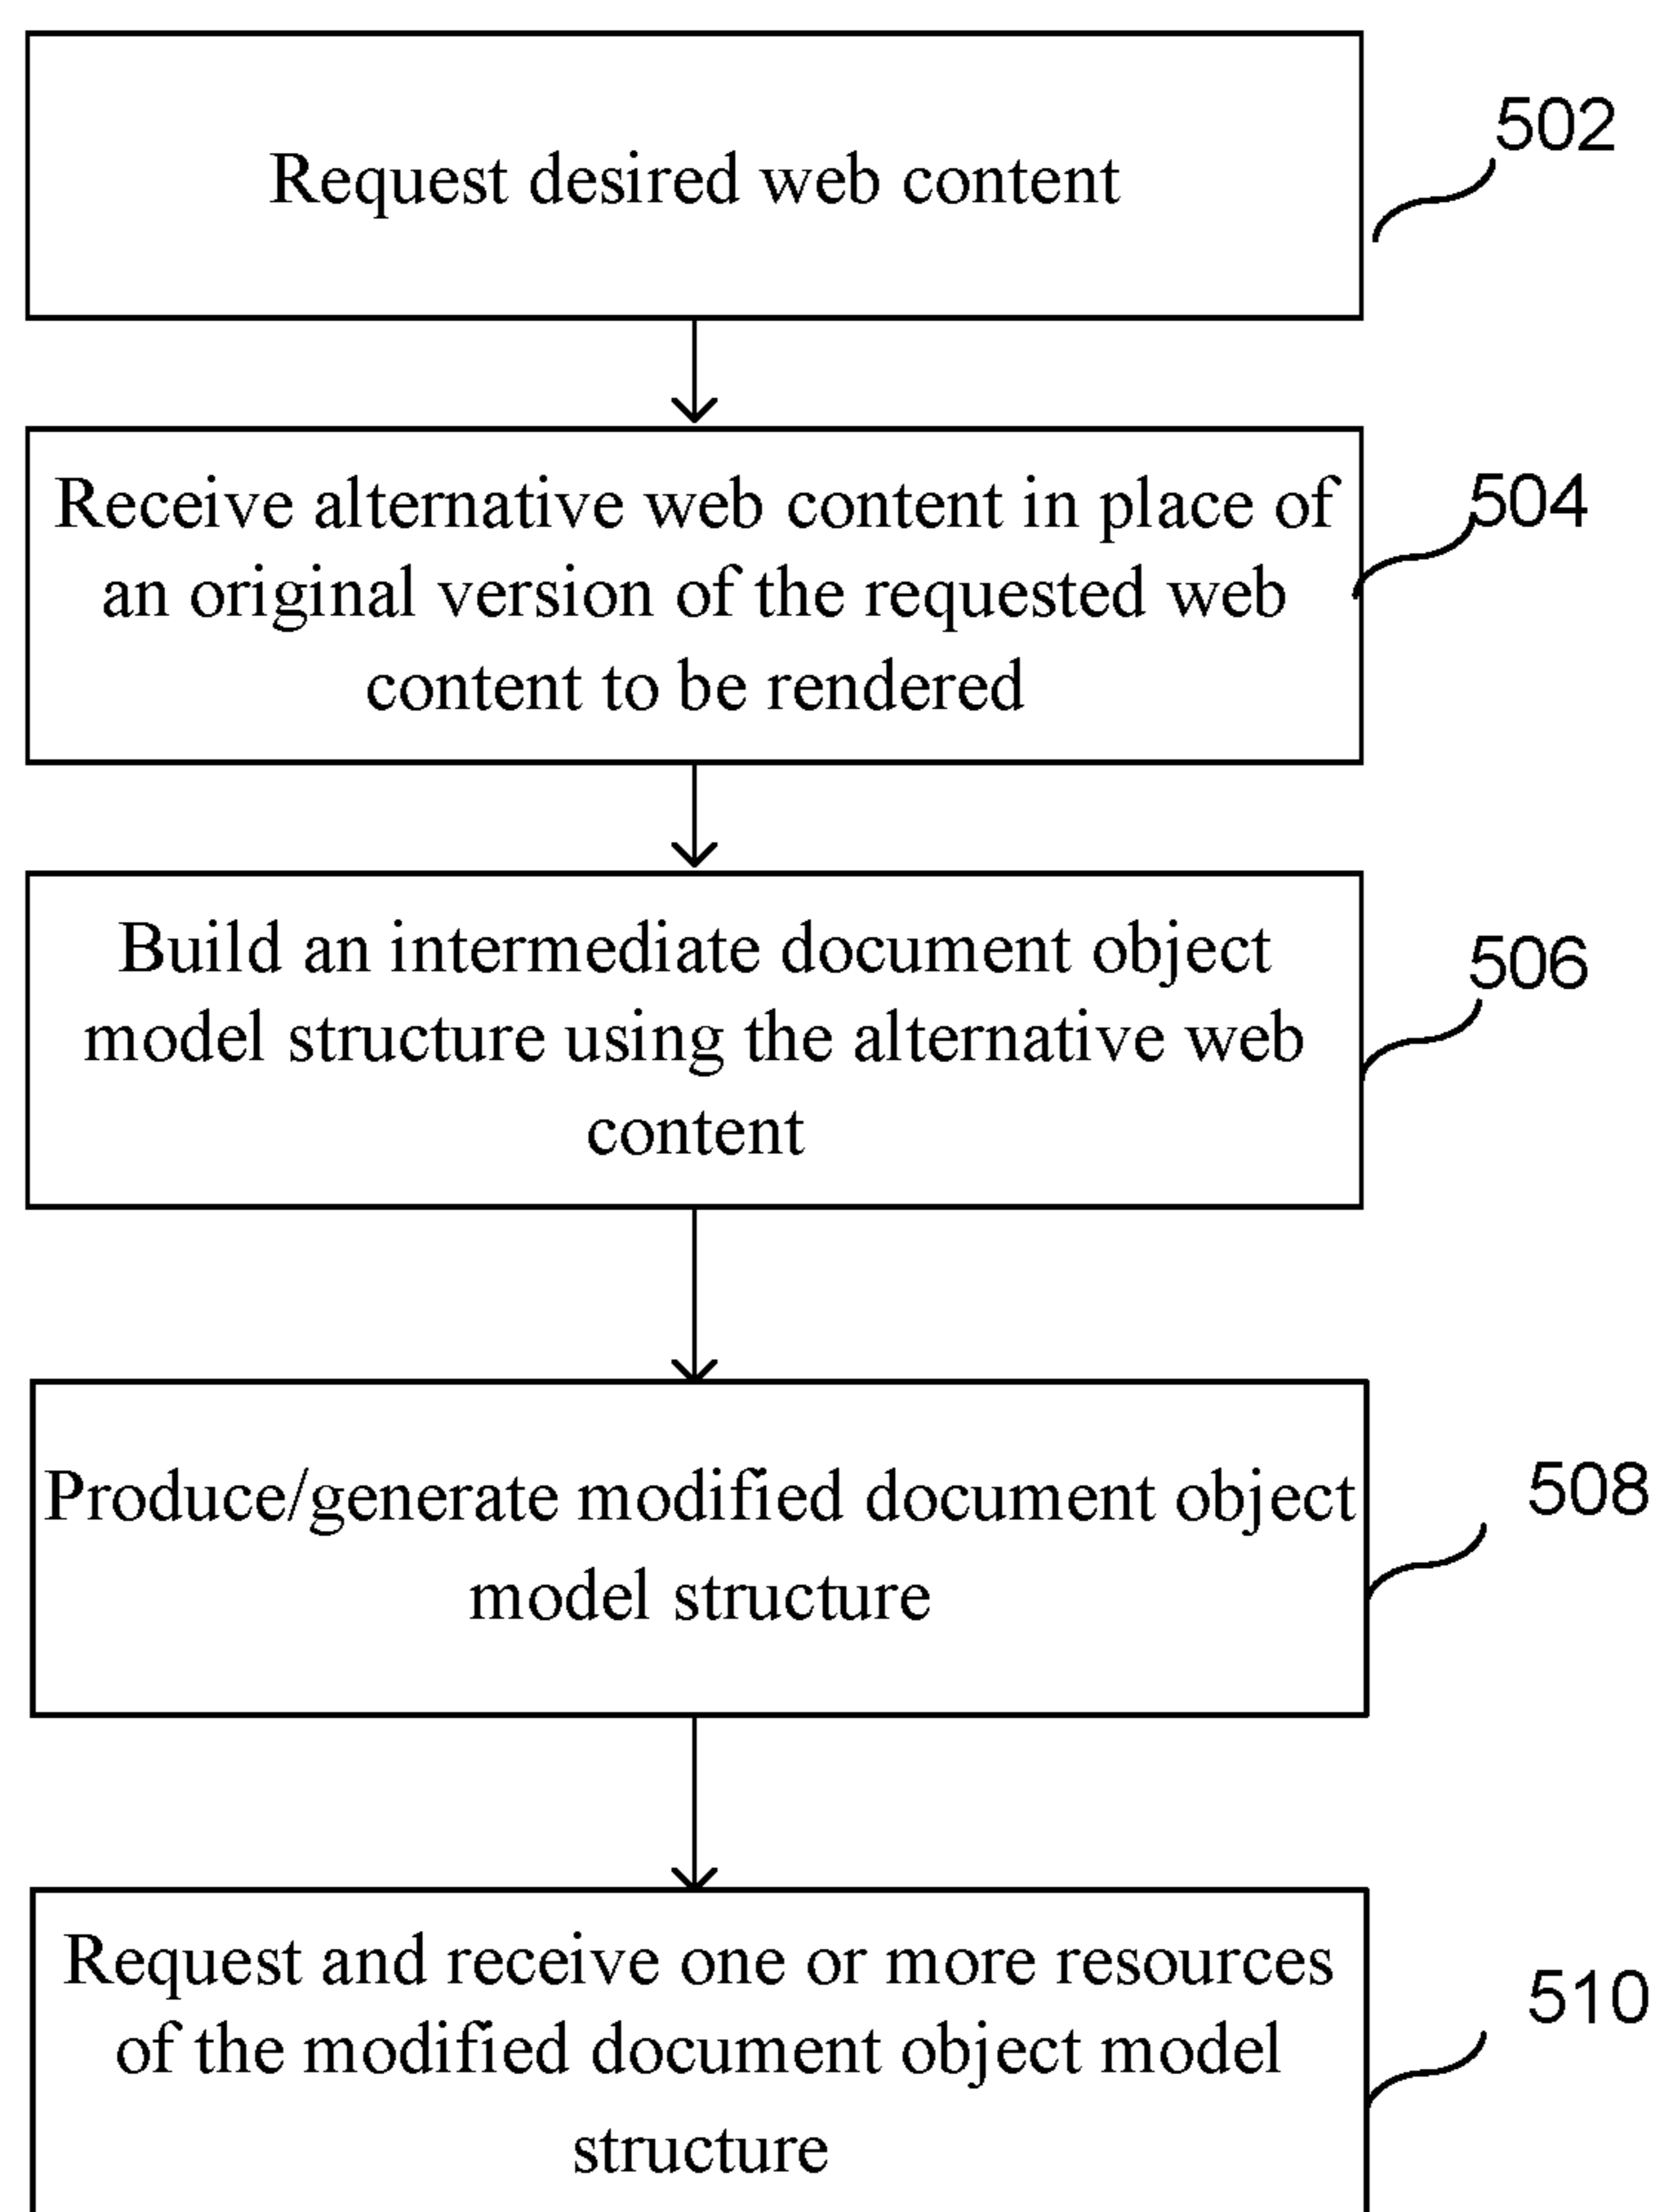 Request desired web content
502
Receive alternative web content in place of
an original version of the requested web
content to be rendered
504
Build an intermediate document object
model structure using the alternative web
content
506
Produce/generate modified document object
model structure
508
Request and receive one or more resources
of the modified document object model
structure
510